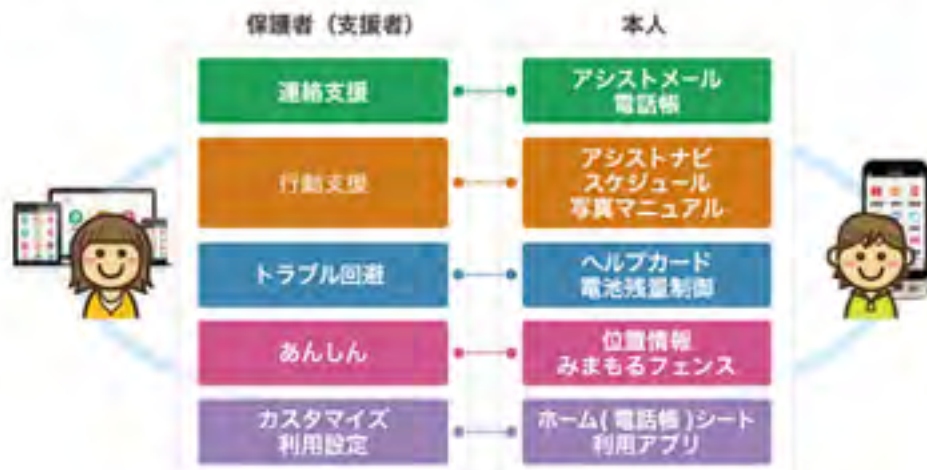 保護者（支援者）
本人
連絡支援
アシストメール
電話帳
行動支援
アシストナビ
スケジュール
写真マニュアル
トラブル回避
ヘルプカード
電池残量制御
あんしん
位置情報
みまもるフェンス
カスタマイズ
利用設定
ホーム(電話帳)シート
利用アプリ